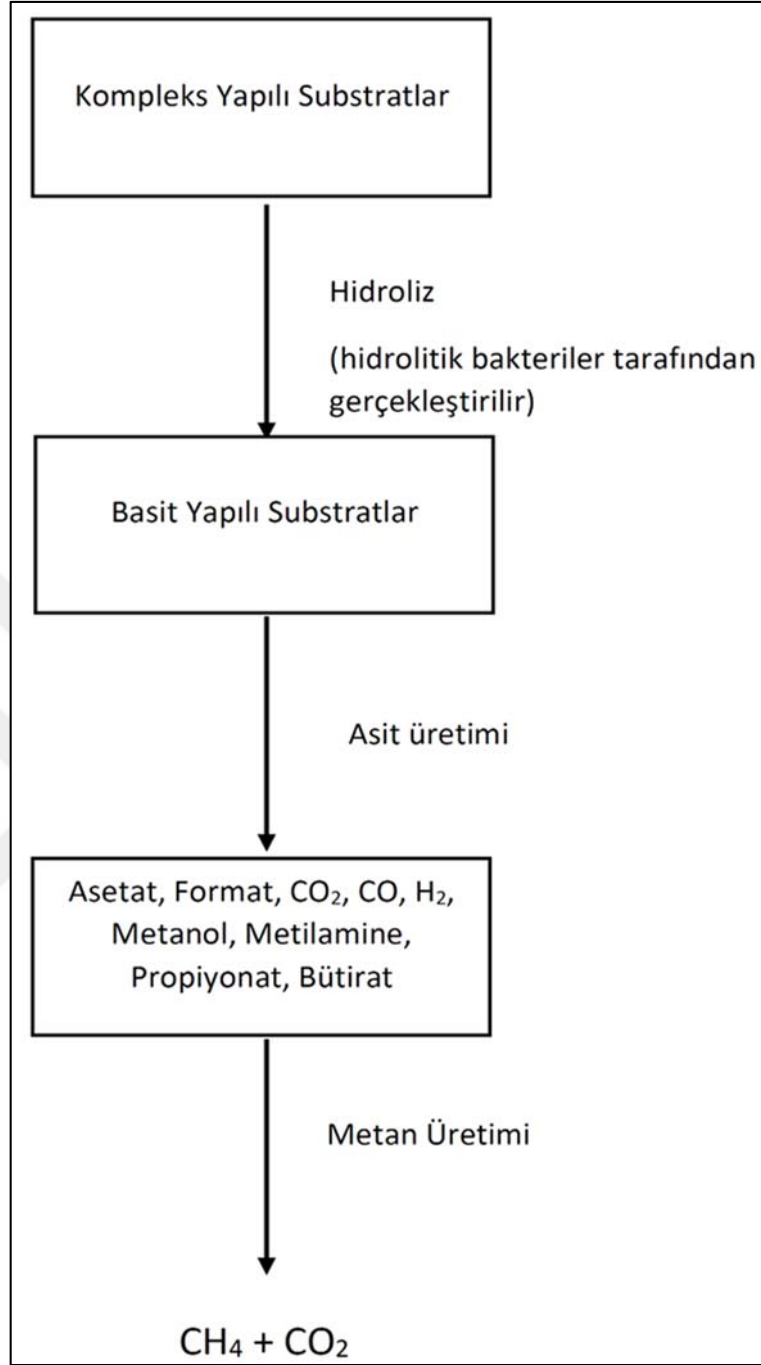 Kompleks Yapılı Substratlar
Hidroliz
(hidrolitik bakteriler tarafından
gerçekleştirilir)
Basit Yapılı Substratlar
Asit üretimi
Asetat, Format, CO₂, CO, H₂,
Metanol, Metilamine,
Propiyonat, Bütirat
Metan Üretimi
CH₄ + CO₂